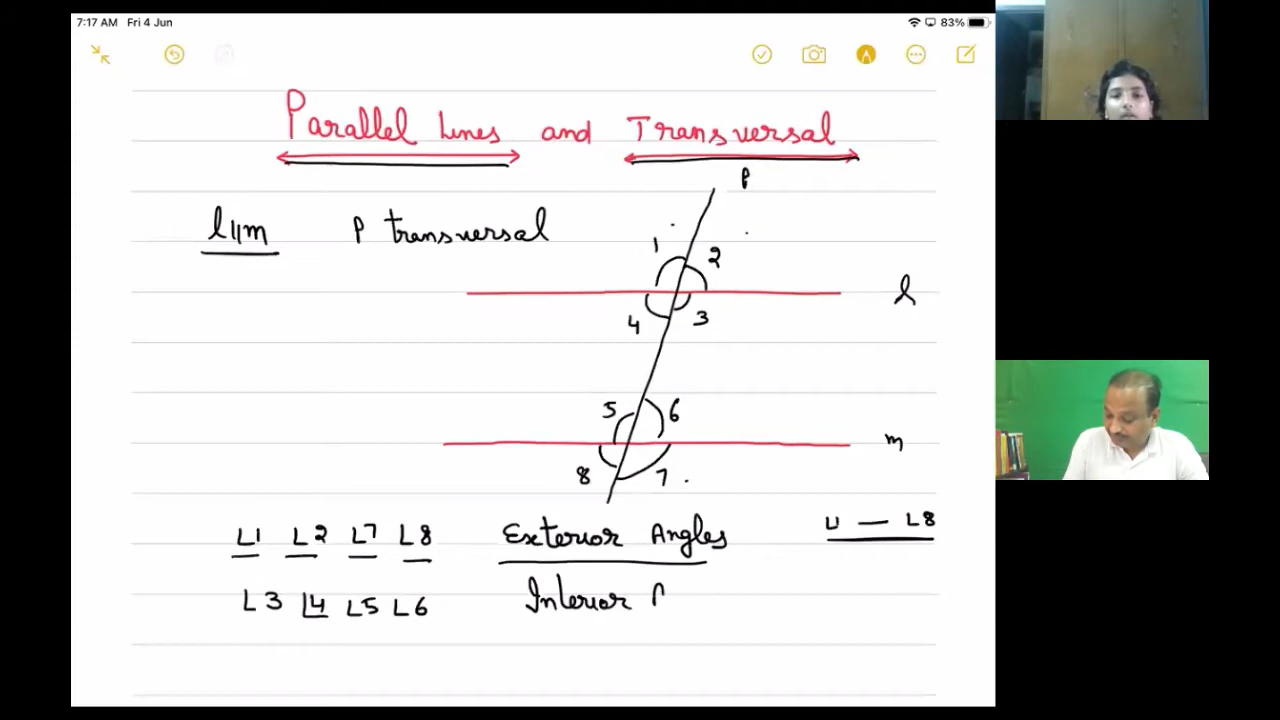 7:17 AM Fri 4 Jun 83%
Parallel Lines and Transversal
P
l||m P transversal
1 2
l
4 3
5 6
m
8 7
∠1 ∠2 ∠7 ∠8 Exterior Angles ∠1 — ∠8
∠3 ∠4 ∠5 ∠6 Interior